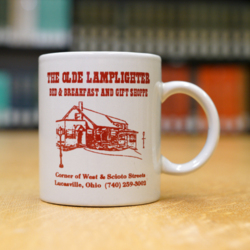 THE OLDE LAMPLIGHTER
BED & BREAKFAST AND GIFT SHOPPE
Corner of West & Scioto Streets
Lucasville, Ohio (740) 259-3002